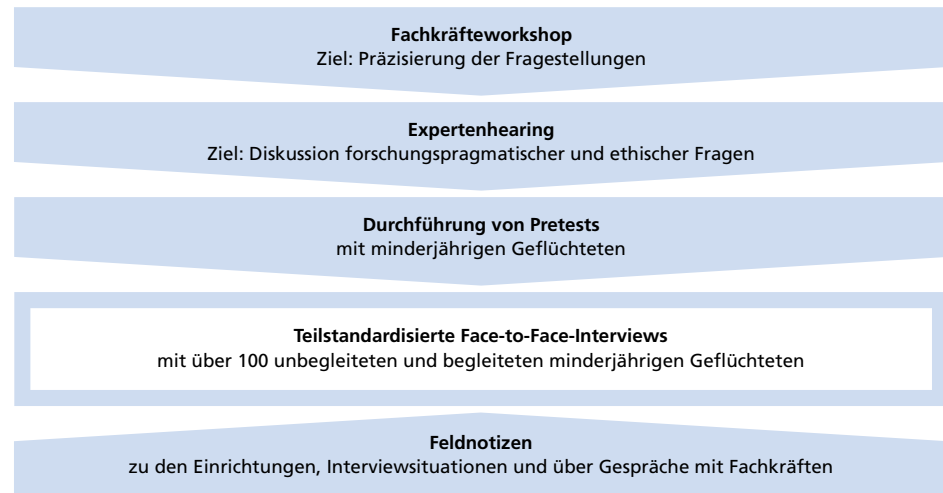 Fachkräfteworkshop
Ziel: Präzisierung der Fragestellungen
Expertenhearing
Ziel: Diskussion forschungspragmatischer und ethischer Fragen
Durchführung von Pretests
mit minderjährigen Geflüchteten
Teilstandardisierte Face-to-Face-Interviews
mit über 100 unbegleiteten und begleiteten minderjährigen Geflüchteten
Feldnotizen
zu den Einrichtungen, Interviewsituationen und über Gespräche mit Fachkräften